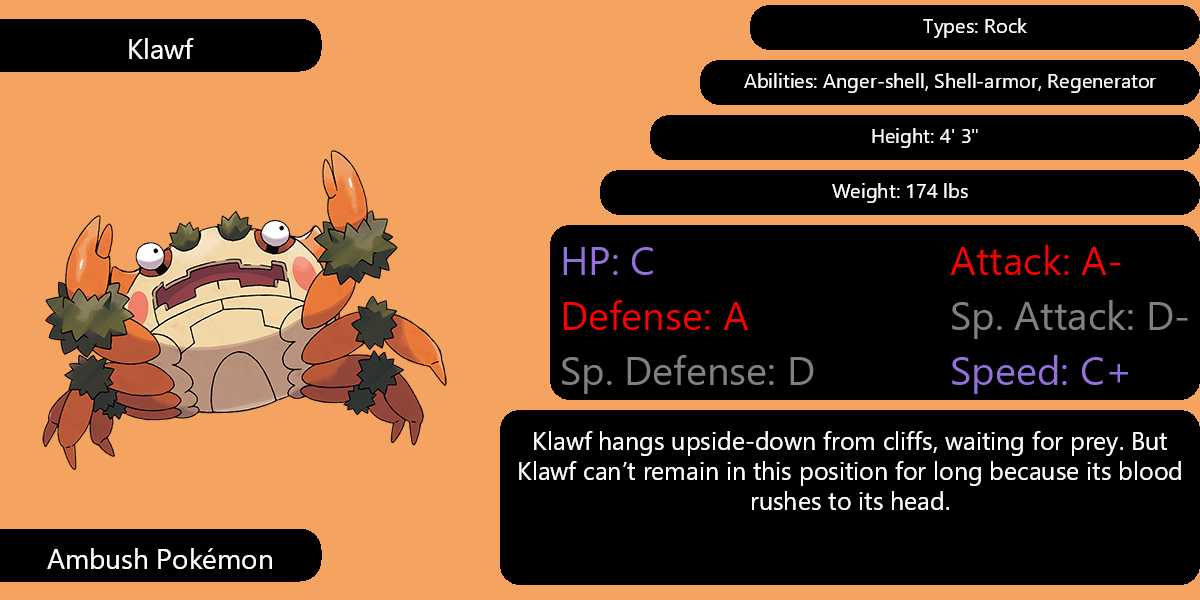 Klawf
Types: Rock
Abilities: Anger-shell, Shell-armor, Regenerator
Height: 4' 3"
Weight: 174 lbs
HP: C
Attack: A-
Defense: A
Sp. Attack: D-
Sp. Defense: D
Speed: C+
Klawf hangs upside-down from cliffs, waiting for prey. But
Klawf can’t remain in this position for long because its blood
rushes to its head.
Ambush Pokémon